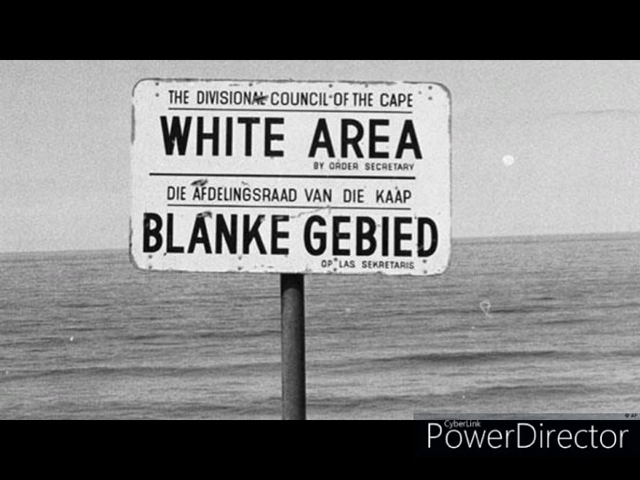 THE DIVISIONAL COUNCIL OF THE CAPE
WHITE AREA
BY ORDER SECRETARY
DIE AFDELINGSRAAD VAN DIE KAAP
BLANKE GEBIED
OP LAS SEKRETARIS
© AP
CyberLink
PowerDirector